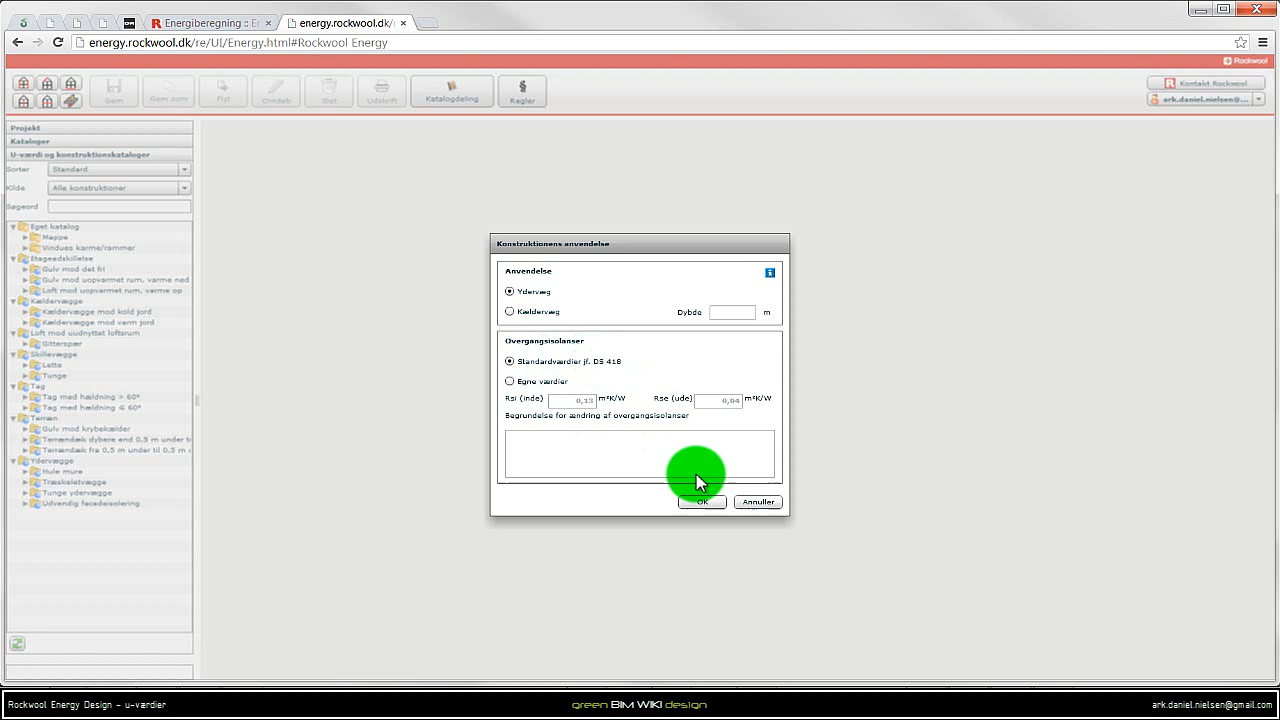 Energiberegning :: Er
energy.rockwool.dk/r
energy.rockwool.dk/re/UI/Energy.html#Rockwool Energy
Rockwool
Gem
Gem som
Flyt
Omdøb
Slet
Udskrift
Katalogdeling
Regler
Kontakt Rockwool
ark.daniel.nielsen@...
Projekt
Kataloger
U-værdi og konstruktionskataloger
Sorter
Standard
Kilde
Alle konstruktioner
Søgeord
Eget katalog
Mappe
Vindues karme/rammer
Etageadskillelse
Gulv mod det fri
Gulv mod uopvarmet rum, varme ned
Loft mod uopvarmet rum, varme op
Kældervægge
Kældervægge mod kold jord
Kældervægge mod varm jord
Loft mod uudnyttet loftsrum
Gitterspær
Skillevægge
Lette
Tunge
Tag
Tag med hældning > 60°
Tag med hældning ≤ 60°
Terræn
Gulv mod krybekælder
Terrændæk dybere end 0,5 m under t
Terrændæk fra 0,5 m under til 0,5 m o
Ydervægge
Hule mure
Træskeletvægge
Tunge ydervægge
Udvendig facadeisolering
Konstruktionens anvendelse
Anvendelse
Ydervæg
Kældervæg
Dybde
m
Overgangsisolanser
Standardværdier jf. DS 418
Egne værdier
Rsi (inde)
0,13
m²K/W
Rse (ude)
0,04
m²K/W
Begrundelse for ændring af overgangsisolanser
OK
Annuller
Rockwool Energy Design - u-værdier
green BIM WIKI design
ark.daniel.nielsen@gmail.com